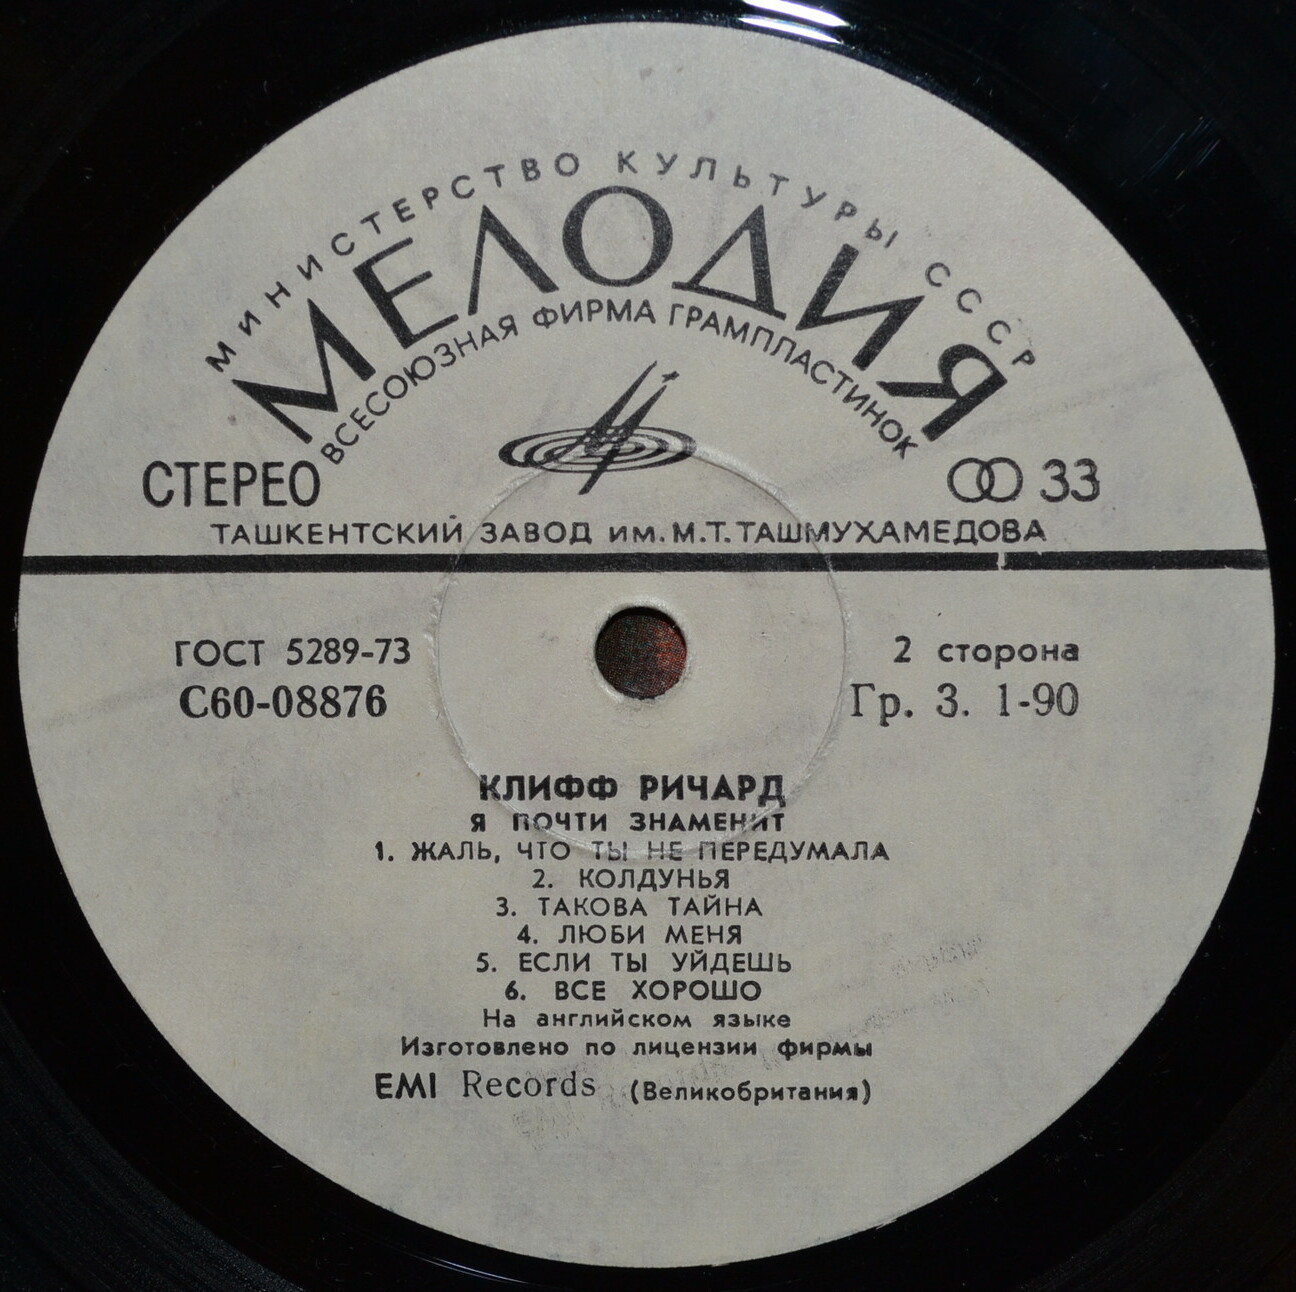 МИНИСТЕРСТВО КУЛЬТУРЫ СССР
МЕЛОДИЯ
ВСЕСОЮЗНАЯ ФИРМА ГРАМПЛАСТИНОК
СТЕРЕО 33
ТАШКЕНТСКИЙ ЗАВОД им. М.Т. ТАШМУХАМЕДОВА
ГОСТ 5289-73 2 сторона
С60-08876 Гр. 3. 1-90
КЛИФФ РИЧАРД
Я ПОЧТИ ЗНАМЕНИТ
1. ЖАЛЬ, ЧТО ТЫ НЕ ПЕРЕДУМАЛА
2. КОЛДУНЬЯ
3. ТАКОВА ТАЙНА
4. ЛЮБИ МЕНЯ
5. ЕСЛИ ТЫ УЙДЕШЬ
6. ВСЕ ХОРОШО
На английском языке
Изготовлено по лицензии фирмы
EMI Records (Великобритания)